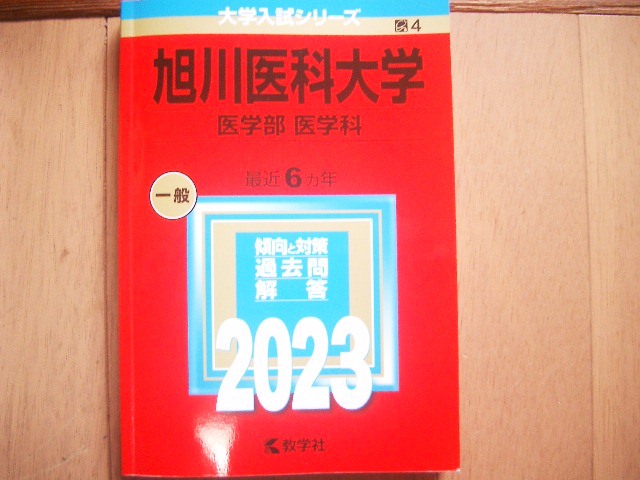 大学入試シリーズ
4
旭川医科大学
医学部 医学科
最近6カ年
一般
傾向と対策
過去問
解答
2023
教学社